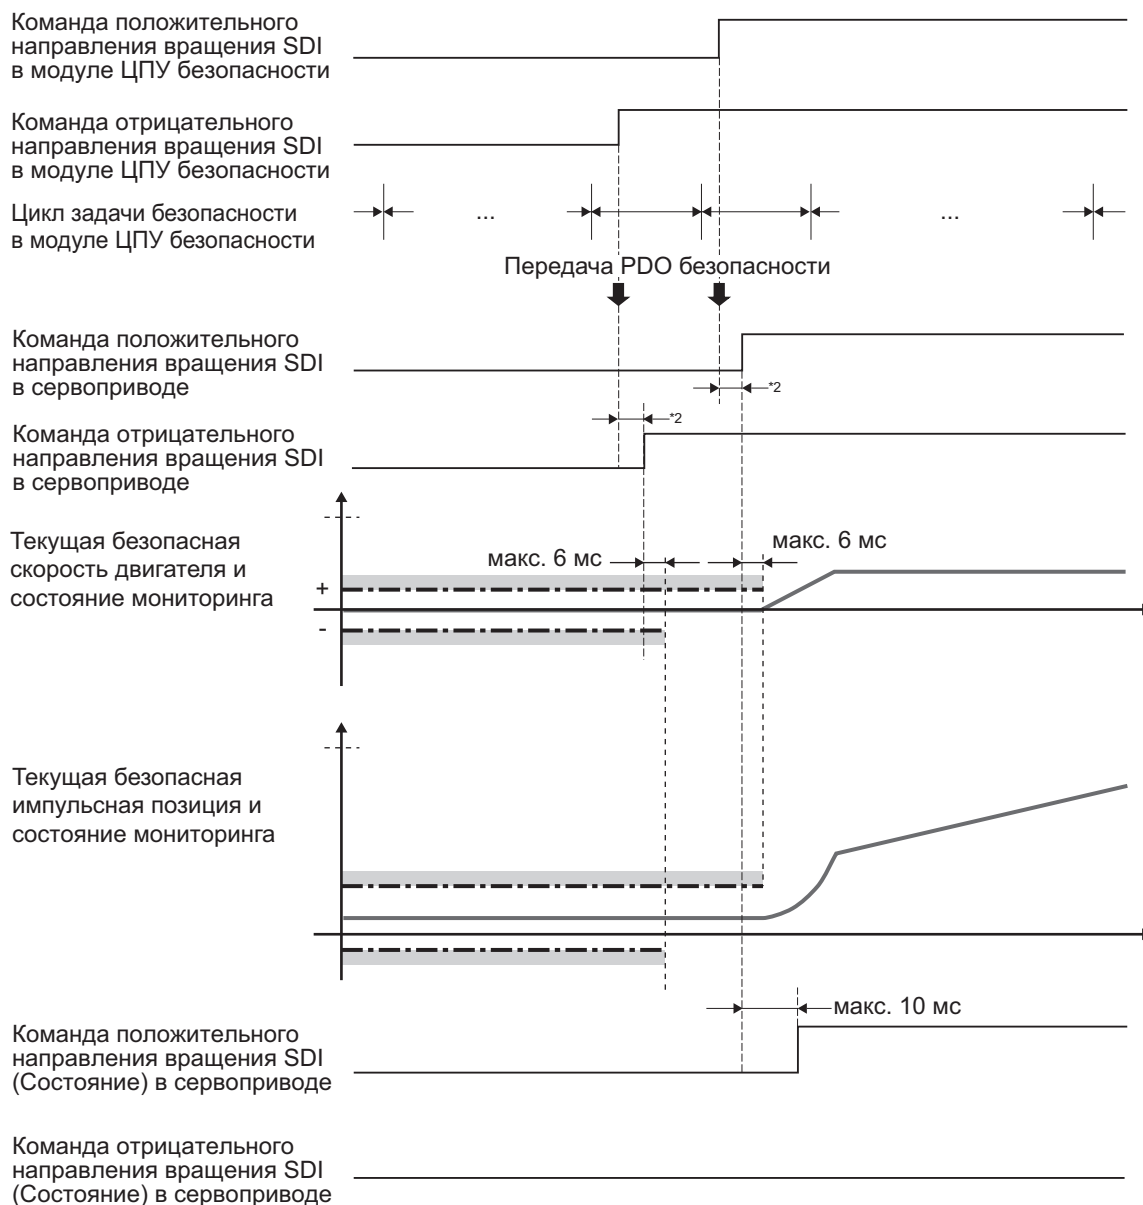 Команда положительного
направления вращения SDI
в модуле ЦПУ безопасности
Команда отрицательного
направления вращения SDI
в модуле ЦПУ безопасности
Цикл задачи безопасности
в модуле ЦПУ безопасности
...
...
Передача PDO безопасности
Команда положительного
направления вращения SDI
в сервоприводе
*2
*2
Команда отрицательного
направления вращения SDI
в сервоприводе
Текущая безопасная
скорость двигателя и
состояние мониторинга
макс. 6 мс
макс. 6 мс
+
-
Текущая безопасная
импульсная позиция и
состояние мониторинга
макс. 10 мс
Команда положительного
направления вращения SDI
(Состояние) в сервоприводе
Команда отрицательного
направления вращения SDI
(Состояние) в сервоприводе